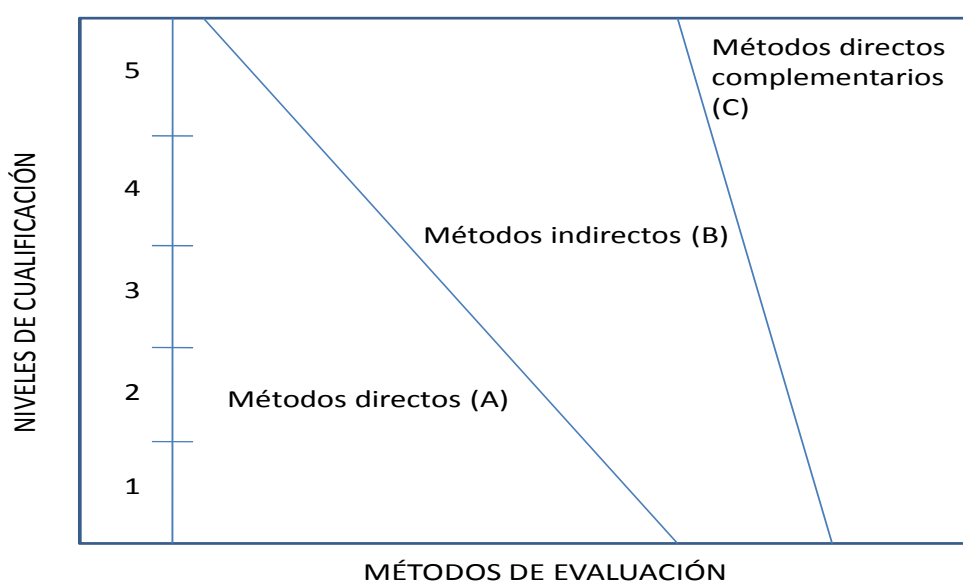 NIVELES DE CUALIFICACIÓN
5
4
3
2
1
Métodos directos
complementarios
(C)
Métodos indirectos (B)
Métodos directos (A)
MÉTODOS DE EVALUACIÓN